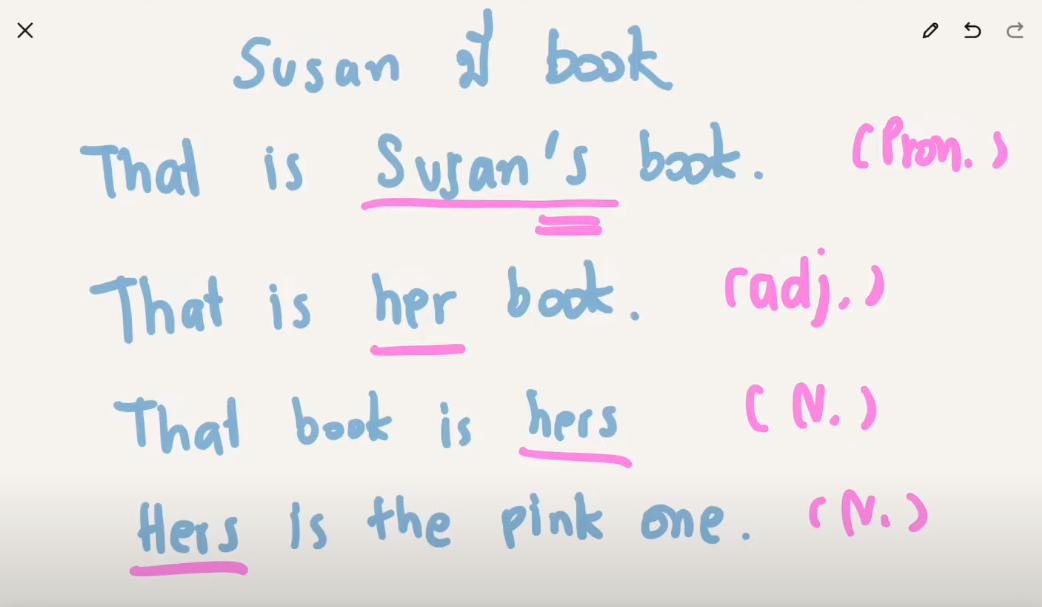 Susan มี book
That is Susan's book. (Pron.)
That is her book. (adj.)
That book is hers (N.)
Hers is the pink one. (N.)